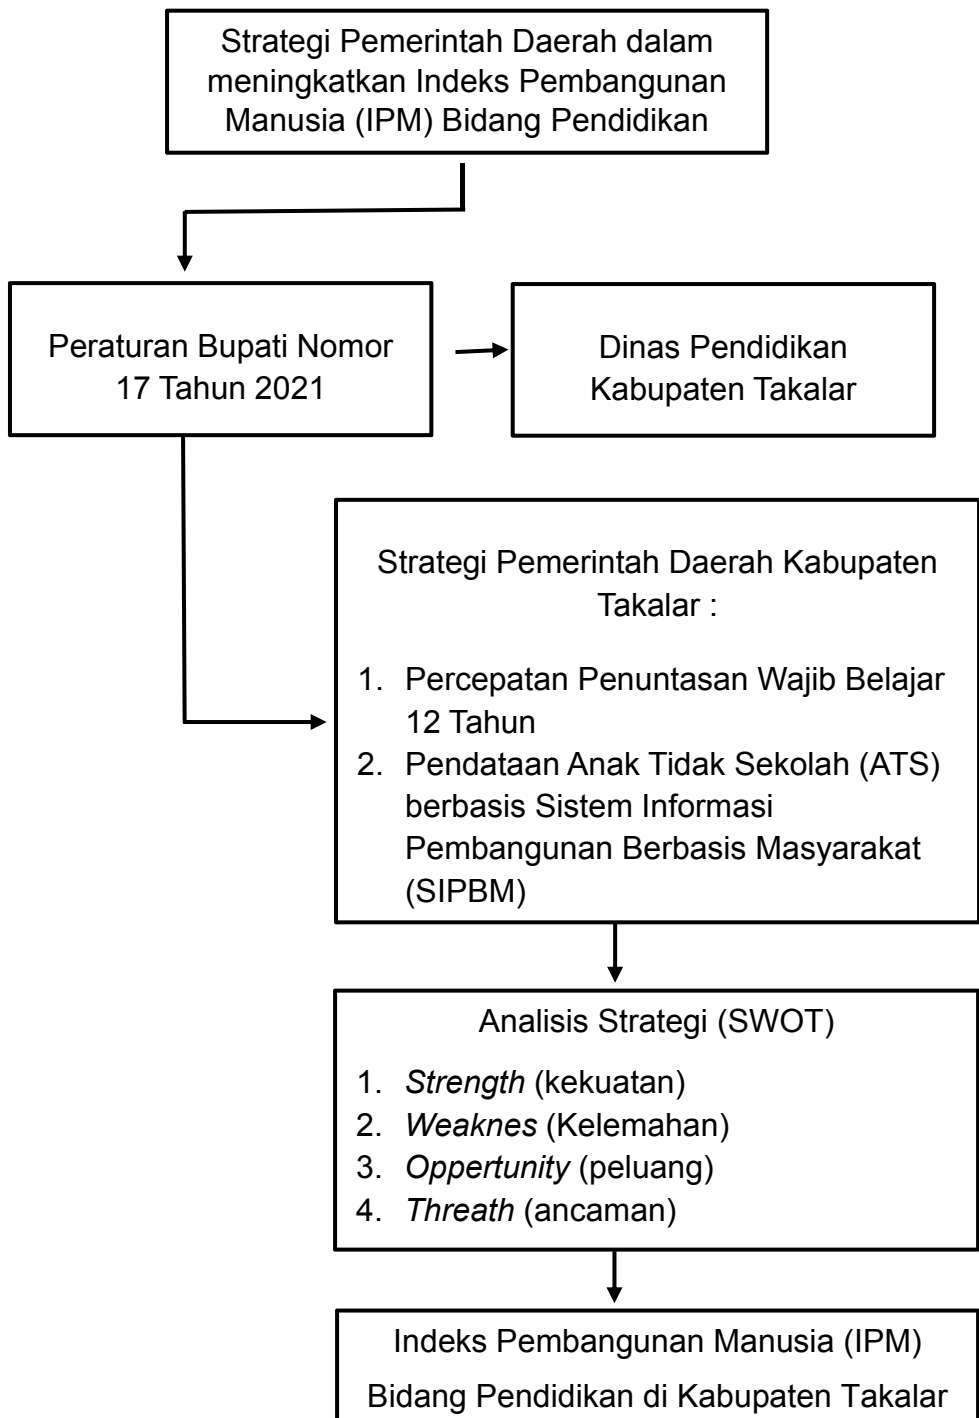 Strategi Pemerintah Daerah dalam
meningkatkan Indeks Pembangunan
Manusia (IPM) Bidang Pendidikan
Peraturan Bupati Nomor
17 Tahun 2021
Dinas Pendidikan
Kabupaten Takalar
Strategi Pemerintah Daerah Kabupaten
Takalar :
1. Percepatan Penuntasan Wajib Belajar
12 Tahun
2. Pendataan Anak Tidak Sekolah (ATS)
berbasis Sistem Informasi
Pembangunan Berbasis Masyarakat
(SIPBM)
Analisis Strategi (SWOT)
1. Strength (kekuatan)
2. Weaknes (Kelemahan)
3. Oppertunity (peluang)
4. Threath (ancaman)
Indeks Pembangunan Manusia (IPM)
Bidang Pendidikan di Kabupaten Takalar